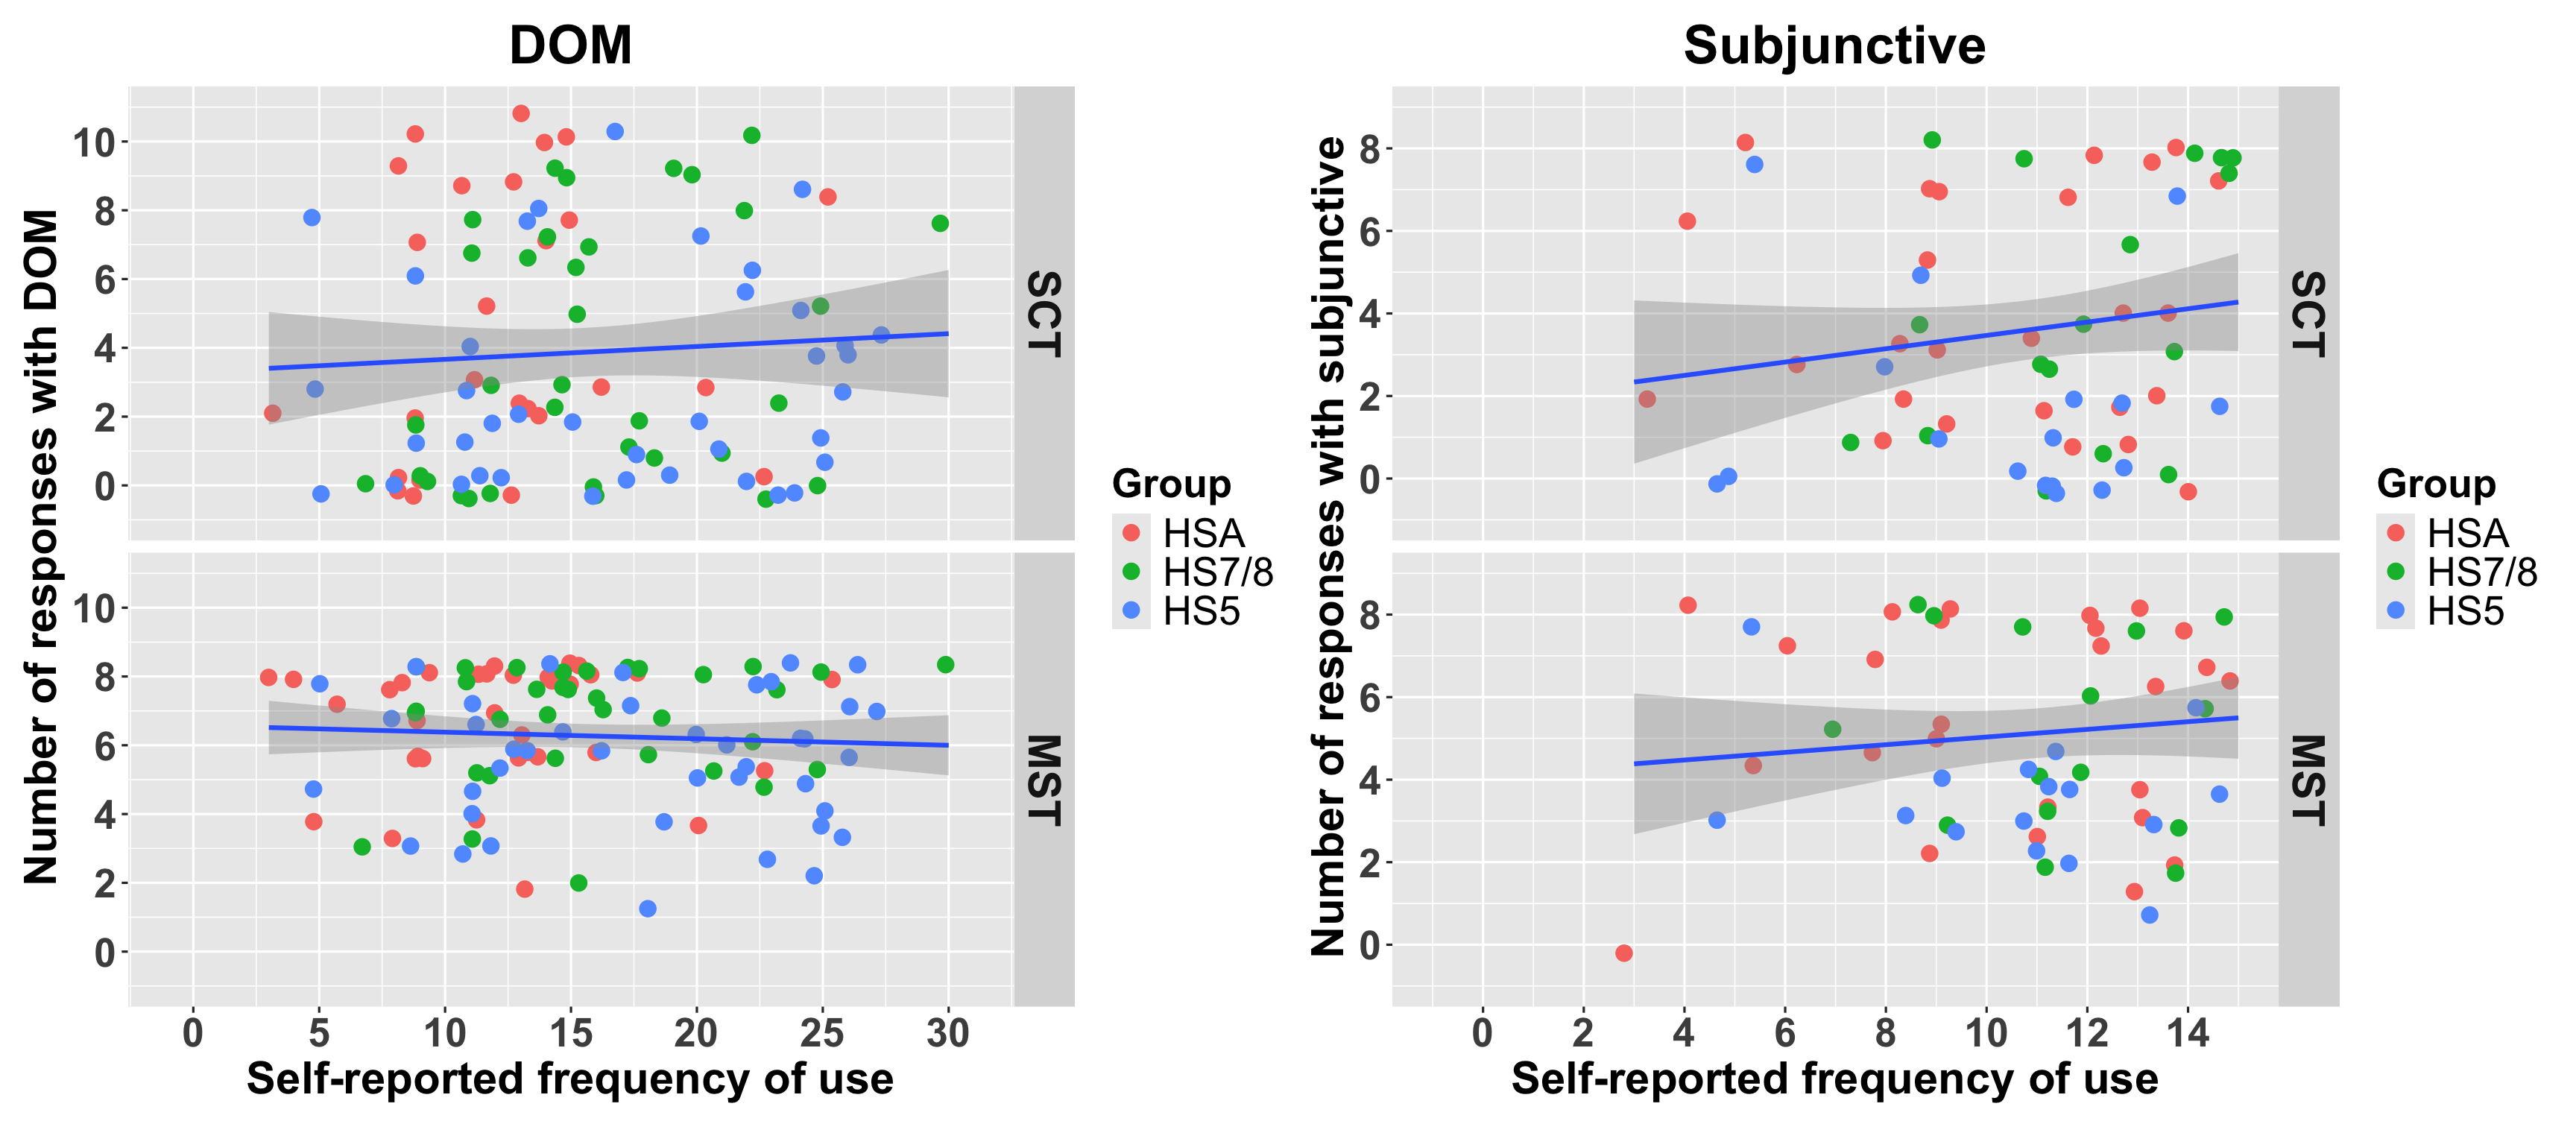 DOM
Number of responses with DOM
10
8
6
4
2
0
SCT
10
8
6
4
2
0
MST
0 5 10 15 20 25 30
Self-reported frequency of use
Group
HSA
HS7/8
HS5
Subjunctive
Number of responses with subjunctive
8
6
4
2
0
SCT
8
6
4
2
0
MST
0 2 4 6 8 10 12 14
Self-reported frequency of use
Group
HSA
HS7/8
HS5